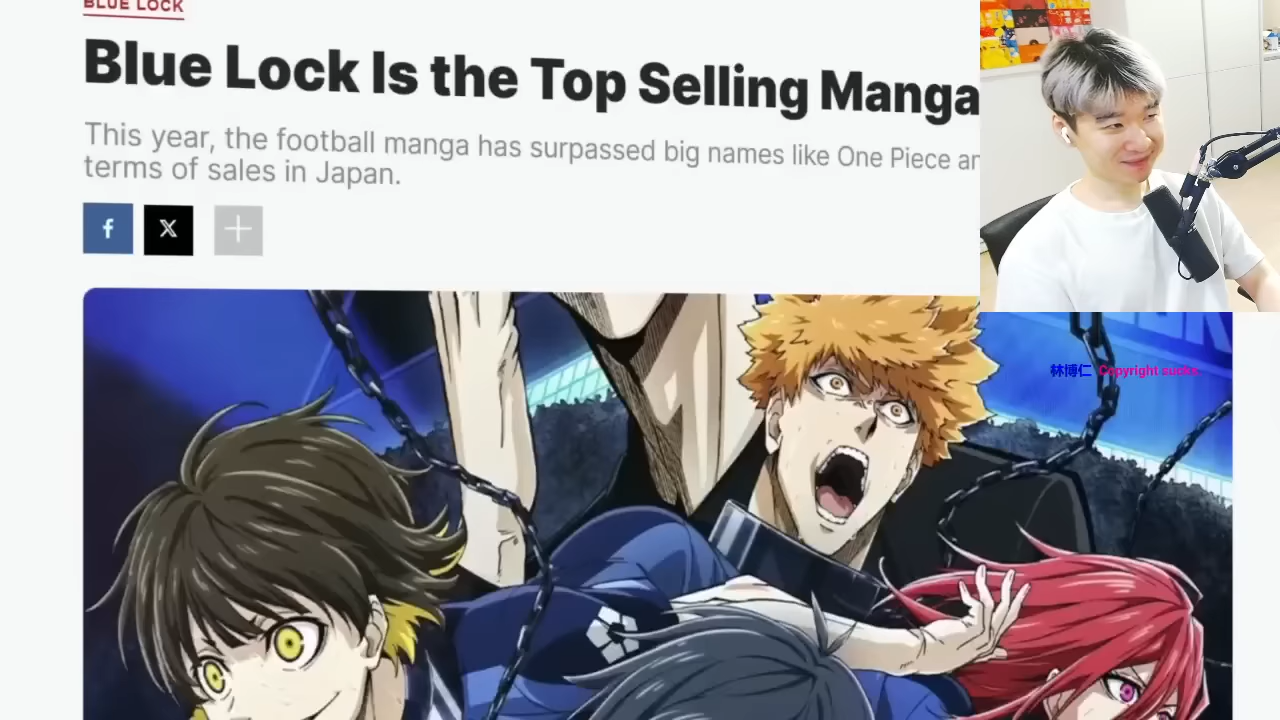 BLUE LOCK
Blue Lock Is the Top Selling Manga
This year, the football manga has surpassed big names like One Piece
terms of sales in Japan.
f
X
+
林博仁 Copyright sucks